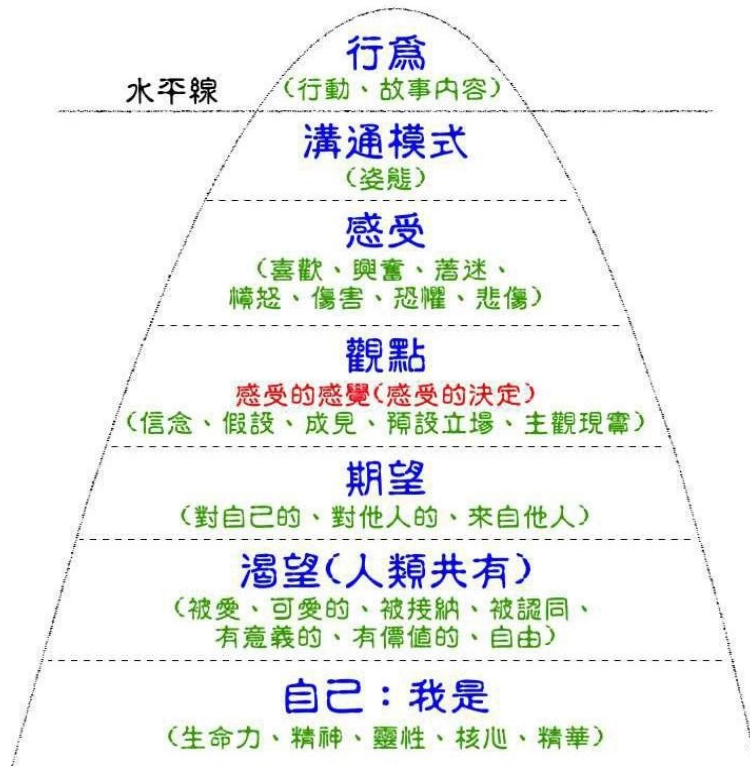 行為
水平線
(行動、故事内容)
溝通模式
(姿態)
感受
(喜歡、興奮、著迷、
憤怒、傷害、恐懼、悲傷)
觀點
感受的感覺(感受的決定)
(信念、假設、成見、預設立場、主觀現實)
期望
(對自己的、對他人的、來自他人)
渴望(人類共有)
(被愛、可愛的、被接納、被認同、
有意義的、有價值的、自由)
自己：我是
(生命力、精神、靈性、核心、精華)